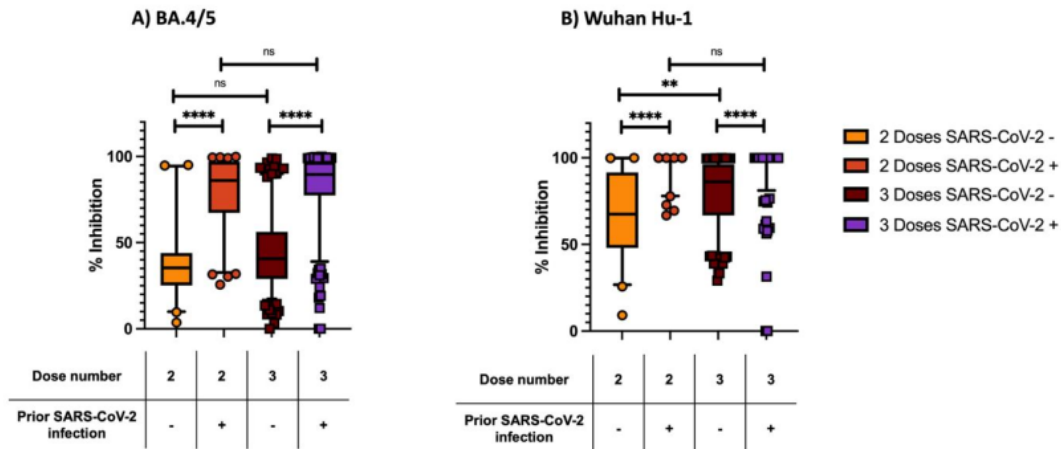 A) BA.4/5
B) Wuhan Hu-1
ns
ns
****
****
% Inhibition
100
50
0
ns
**
****
****
% Inhibition
100
50
0
2 Doses SARS-CoV-2 -
2 Doses SARS-CoV-2 +
3 Doses SARS-CoV-2 -
3 Doses SARS-CoV-2 +
Dose number 2 2 3 3
Prior SARS-CoV-2
infection - + - +
Dose number 2 2 3 3
Prior SARS-CoV-2
infection - + - +